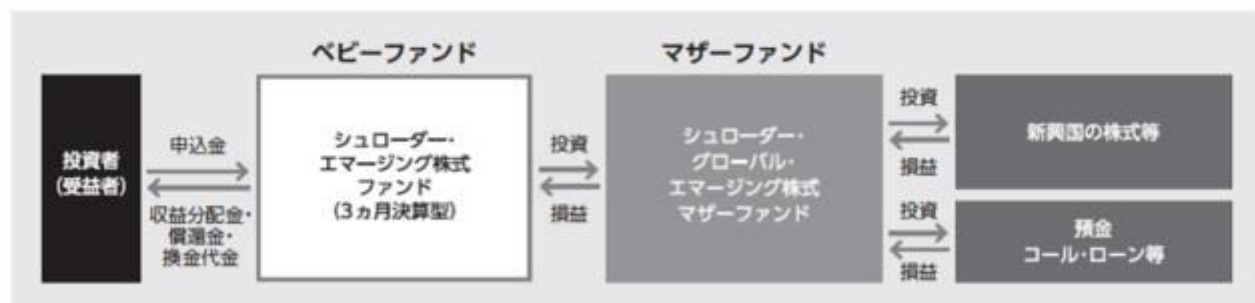 ベビーファンド
マザーファンド
投資者
(受益者)
申込金
収益分配金・
償還金・
換金代金
シュローダー・
エマージング株式
ファンド
(3ヵ月決算型)
投資
損益
シュローダー・
グローバル・
エマージング株式
マザーファンド
投資
損益
新興国の株式等
投資
損益
預金
コール・ローン等